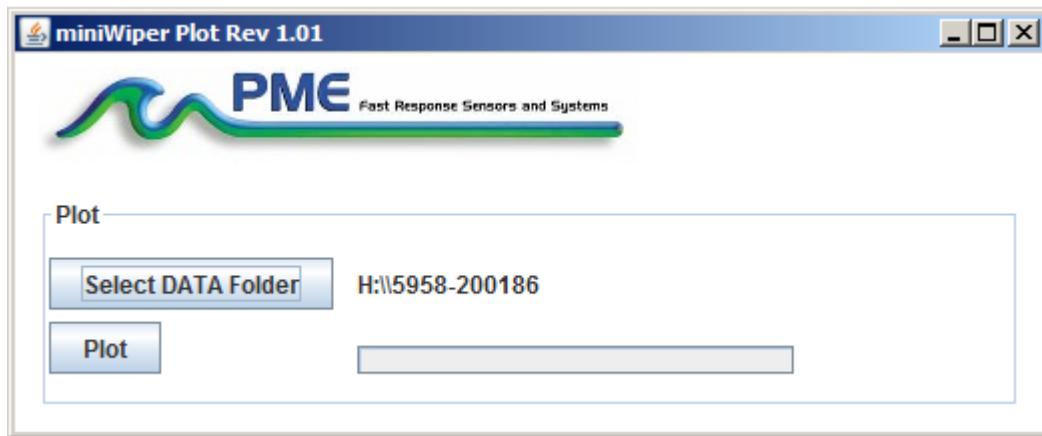 miniWiper Plot Rev 1.01
PME Fast Response Sensors and Systems
Plot
Select DATA Folder H:\\5958-200186
Plot